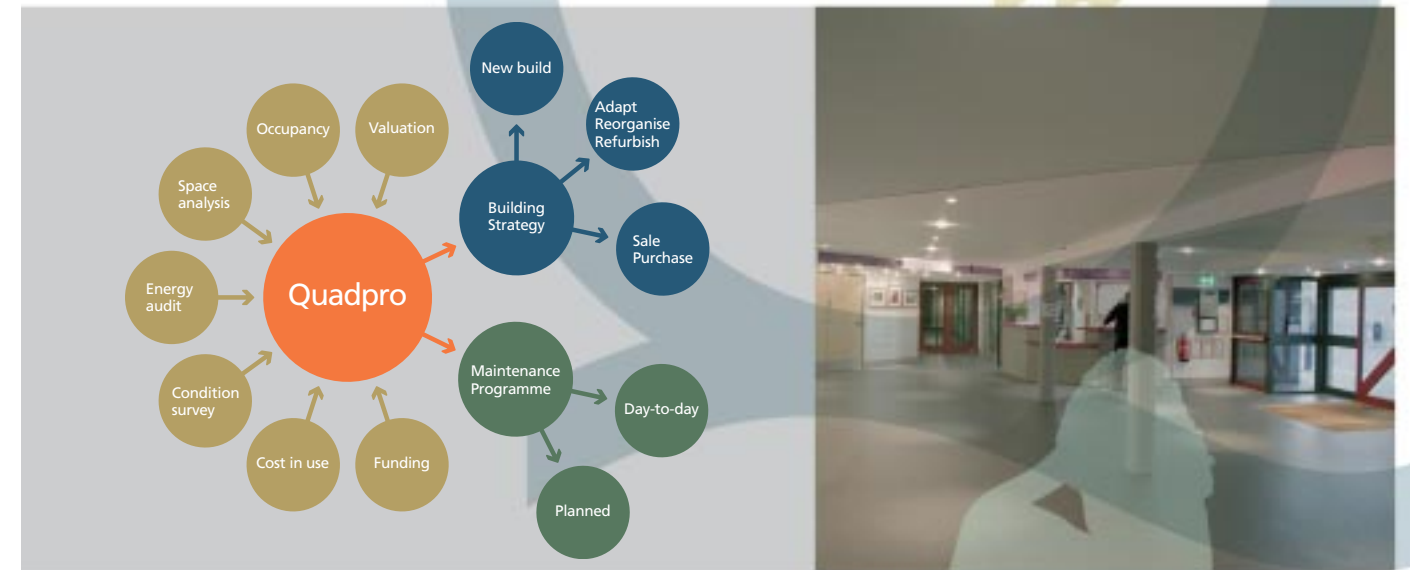 New build
Adapt
Reorganise
Refurbish
Occupancy
Valuation
Space
analysis
Building
Strategy
Sale
Purchase
Energy
audit
Quadpro
Maintenance
Programme
Condition
survey
Day-to-day
Cost in use
Funding
Planned